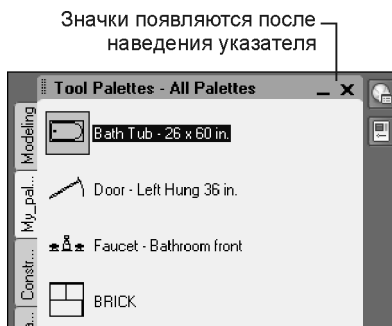 Значки появляются после
наведения указателя
Tool Palettes - All Palettes
Modeling
Bath Tub - 26 x 60 in.
My_pal...
Door - Left Hung 36 in.
Faucet - Bathroom front
Constr...
BRICK